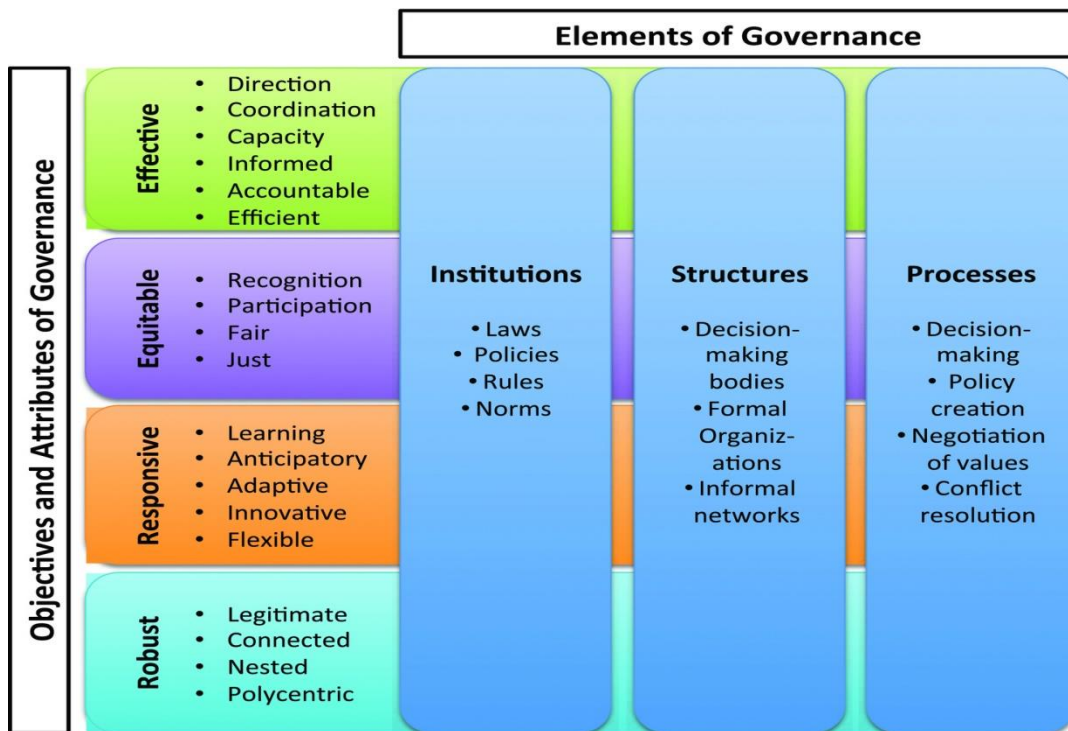 Elements of Governance
Objectives and Attributes of Governance
Effective
• Direction
• Coordination
• Capacity
• Informed
• Accountable
• Efficient
Equitable
• Recognition
• Participation
• Fair
• Just
Responsive
• Learning
• Anticipatory
• Adaptive
• Innovative
• Flexible
Robust
• Legitimate
• Connected
• Nested
• Polycentric
Institutions
• Laws
• Policies
• Rules
• Norms
Structures
• Decision-
making
bodies
• Formal
Organiz-
ations
• Informal
networks
Processes
• Decision-
making
• Policy
creation
• Negotiation
of values
• Conflict
resolution